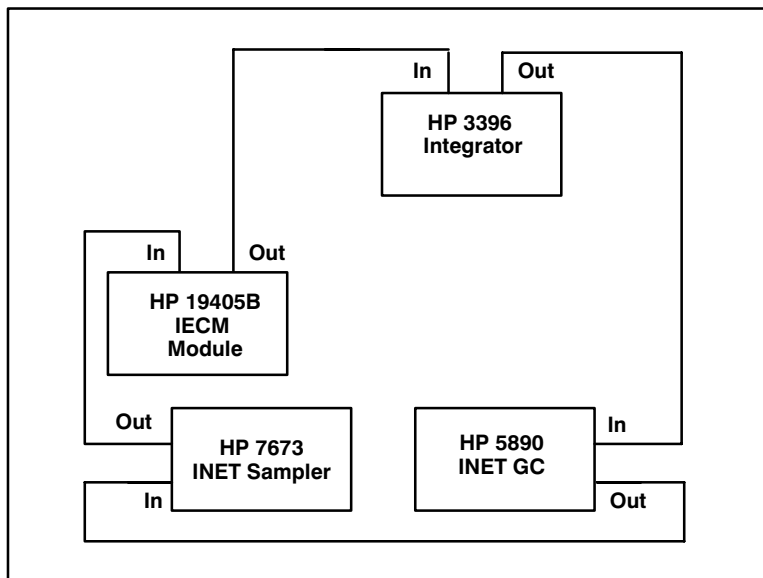 In
Out
HP 3396
Integrator
In
Out
HP 19405B
IECM
Module
Out
HP 7673
INET Sampler
In
HP 5890
INET GC
In
Out